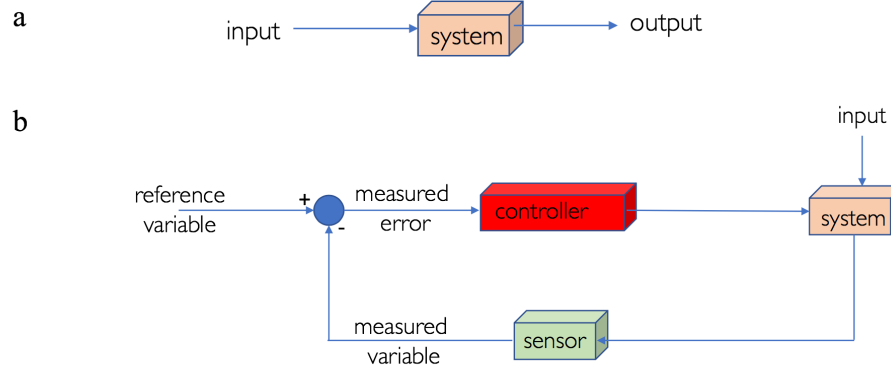 a
input
system
output
b
input
reference
variable
+
-
measured
error
controller
system
measured
variable
sensor